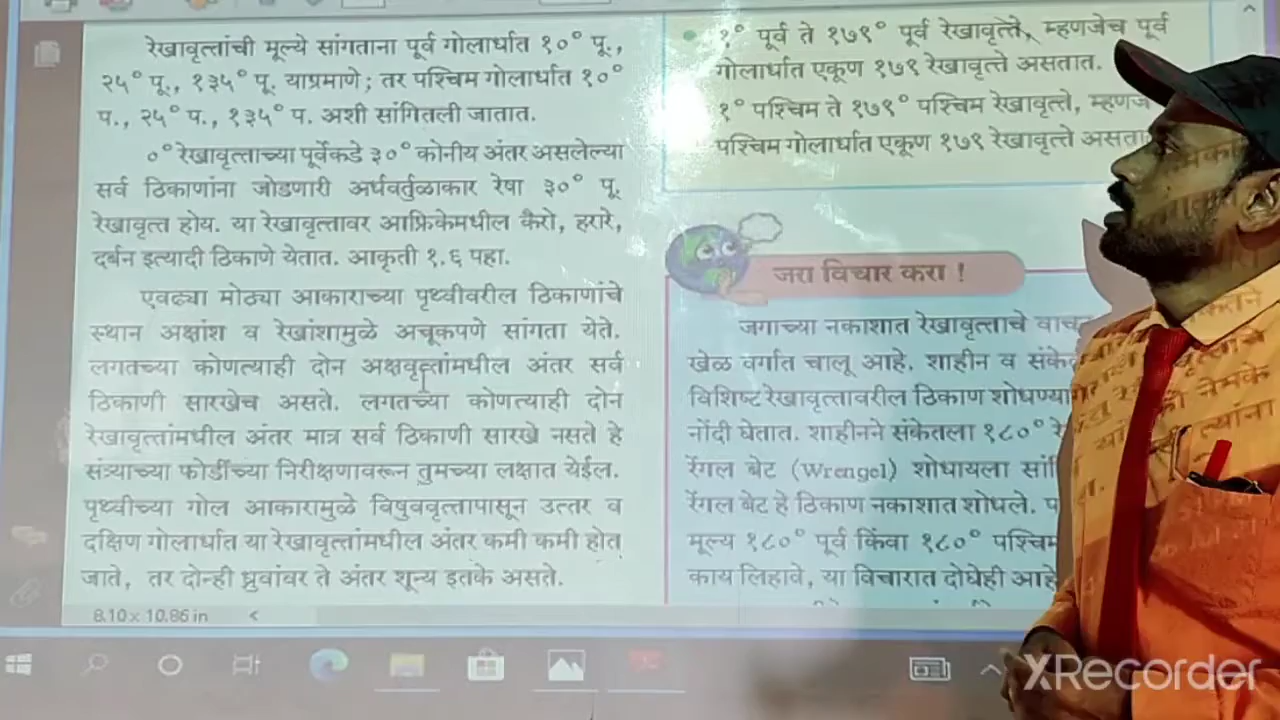 रेखावृत्तांची मूल्ये सांगताना पूर्व गोलार्धात १०° पू.,
२५° पू., १३५° पू. याप्रमाणे ; तर पश्चिम गोलार्धात १०°
प., २५° प., १३५° प. अशी सांगितली जातात.
०° रेखावृत्ताच्या पूर्वेकडे ३०° कोनीय अंतर असलेल्या
सर्व ठिकाणांना जोडणारी अर्धवर्तुळाकार रेषा ३०° पू.
रेखावृत्त होय. या रेखावृत्तावर आफ्रिकेमधील कैरो, हरारे,
दर्बन इत्यादी ठिकाणे येतात. आकृती १.६ पहा.
एवढ्या मोठ्या आकाराच्या पृथ्वीवरील ठिकाणांचे
स्थान अक्षांश व रेखांशामुळे अचूकपणे सांगता येते.
लगतच्या कोणत्याही दोन अक्षवृत्तांमधील अंतर सर्व
ठिकाणी सारखेच असते. लगतच्या कोणत्याही दोन
रेखावृत्तांमधील अंतर मात्र सर्व ठिकाणी सारखे नसते हे
संत्र्याच्या फोडींच्या निरीक्षणावरून तुमच्या लक्षात येईल.
पृथ्वीच्या गोल आकारामुळे विषुववृत्तापासून उत्तर व
दक्षिण गोलार्धात या रेखावृत्तांमधील अंतर कमी कमी होत
जाते, तर दोन्ही ध्रुवांवर ते अंतर शून्य इतके असते.
8.10 x 10.86 in
१° पूर्व ते १७९° पूर्व रेखावृत्ते, म्हणजेच पूर्व
गोलार्धात एकूण १७९ रेखावृत्ते असतात.
१° पश्चिम ते १७९° पश्चिम रेखावृत्ते,
पश्चिम गोलार्धात एकूण १७९ रेखावृत्ते
जरा विचार करा !
जगाच्या नकाशात रेखावृत्ताचे
खेळ वर्गात चालू आहे. शाहीन व
विशिष्ट रेखावृत्तावरील ठिकाण
नोंदी घेतात. शाहीनने संकेतला १८०°
रेंगल बेट (Wrengel) शोधायला
रेंगल बेट हे ठिकाण नकाशात शोधले.
मूल्य १८०° पूर्व किंवा १८०° पश्चिम
काय लिहावे, या विचारात दोघेही
XRecorder